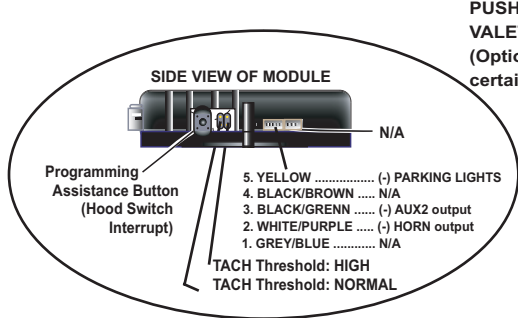 PUSH
VALET
(Optio
certai
SIDE VIEW OF MODULE
N/A
Programming
Assistance Button
(Hood Switch
Interrupt)
5. YELLOW ................. (-) PARKING LIGHTS
4. BLACK/BROWN ..... N/A
3. BLACK/GRENN ...... (-) AUX2 output
2. WHITE/PURPLE ..... (-) HORN output
1. GREY/BLUE ............ N/A
TACH Threshold: HIGH
TACH Threshold: NORMAL